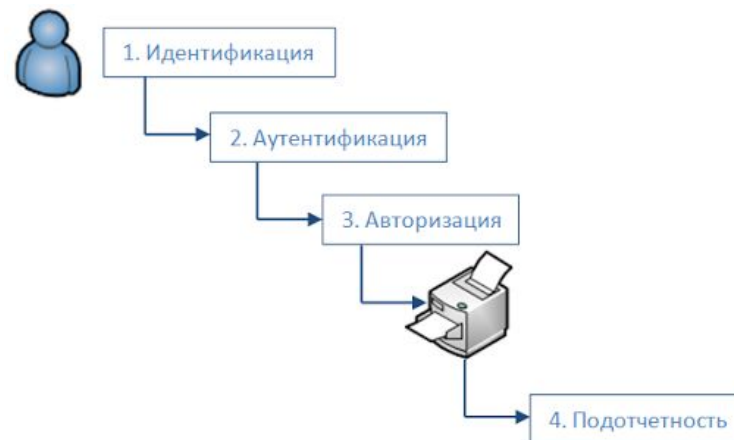 1. Идентификация
2. Аутентификация
3. Авторизация
4. Подотчетность